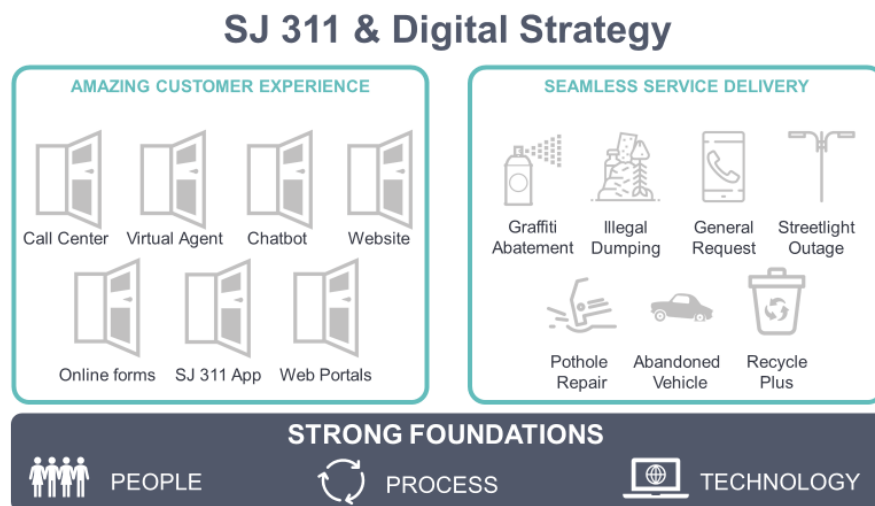 SJ 311 & Digital Strategy
AMAZING CUSTOMER EXPERIENCE
Call Center
Virtual Agent
Chatbot
Website
Online forms
SJ 311 App
Web Portals
SEAMLESS SERVICE DELIVERY
Graffiti
Abatement
Illegal
Dumping
General
Request
Streetlight
Outage
Pothole
Repair
Abandoned
Vehicle
Recycle
Plus
STRONG FOUNDATIONS
PEOPLE
PROCESS
TECHNOLOGY